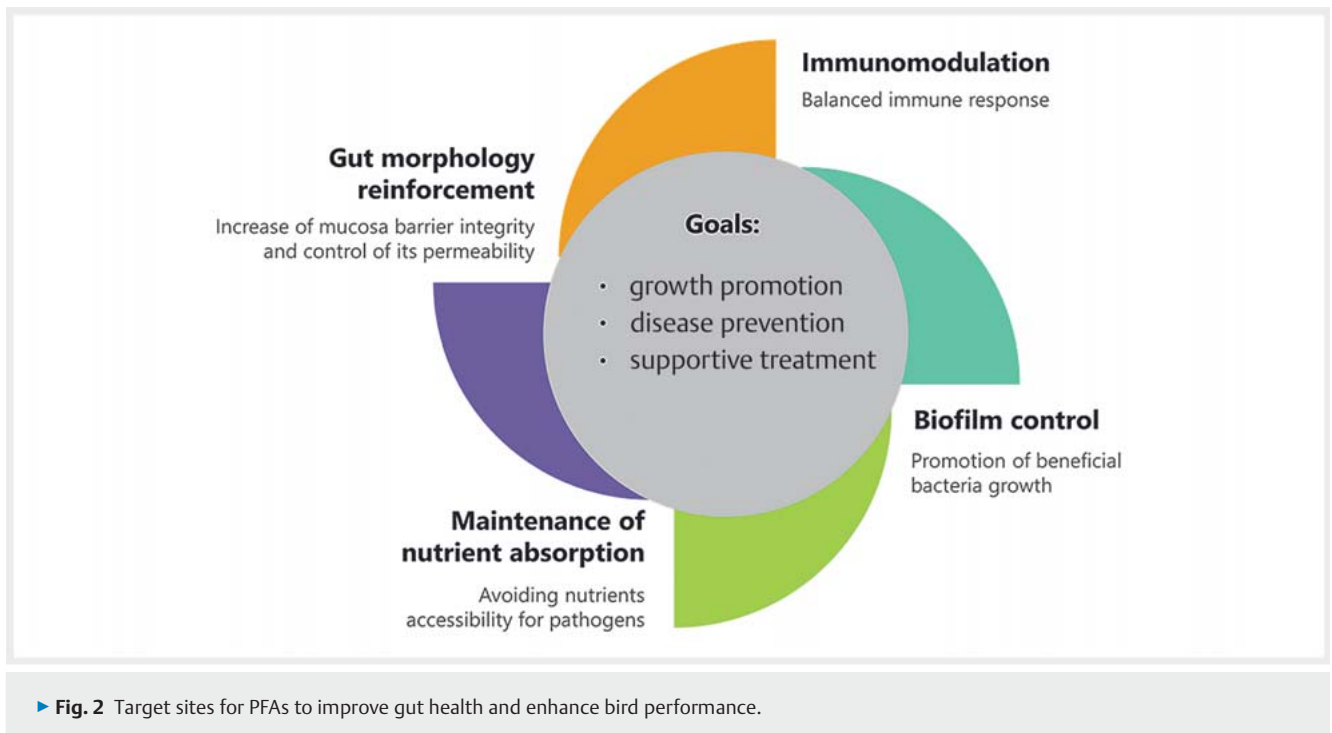 Immunomodulation
Balanced immune response
Gut morphology
reinforcement
Increase of mucosa barrier integrity
and control of its permeability
Goals:
• growth promotion
• disease prevention
• supportive treatment
Biofilm control
Promotion of beneficial
bacteria growth
Maintenance of
nutrient absorption
Avoiding nutrients
accessibility for pathogens
▶ Fig. 2 Target sites for PFAs to improve gut health and enhance bird performance.